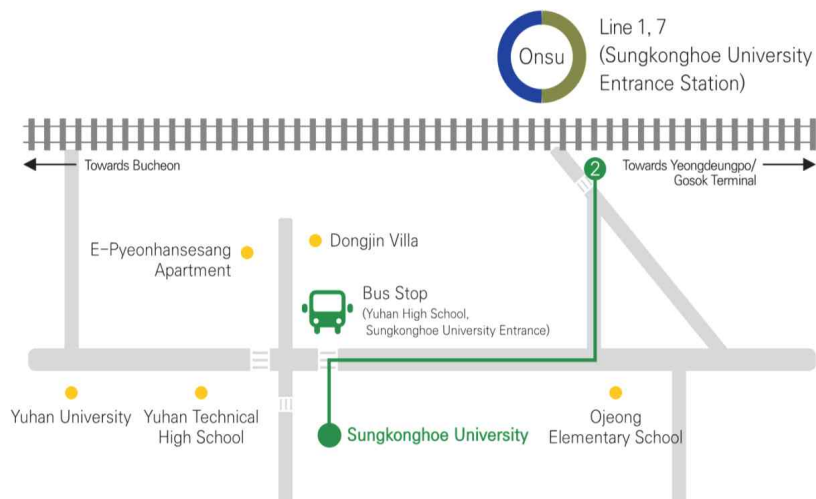 Onsu
Line 1, 7
(Sungkonghoe University
Entrance Station)
Towards Bucheon
2
Towards Yeongdeungpo/
Gosok Terminal
E-Pyeonhansesang
Apartment
Dongjin Villa
Bus Stop
(Yuhan High School,
Sungkonghoe University Entrance)
Yuhan University
Yuhan Technical
High School
Sungkonghoe University
Ojeong
Elementary School